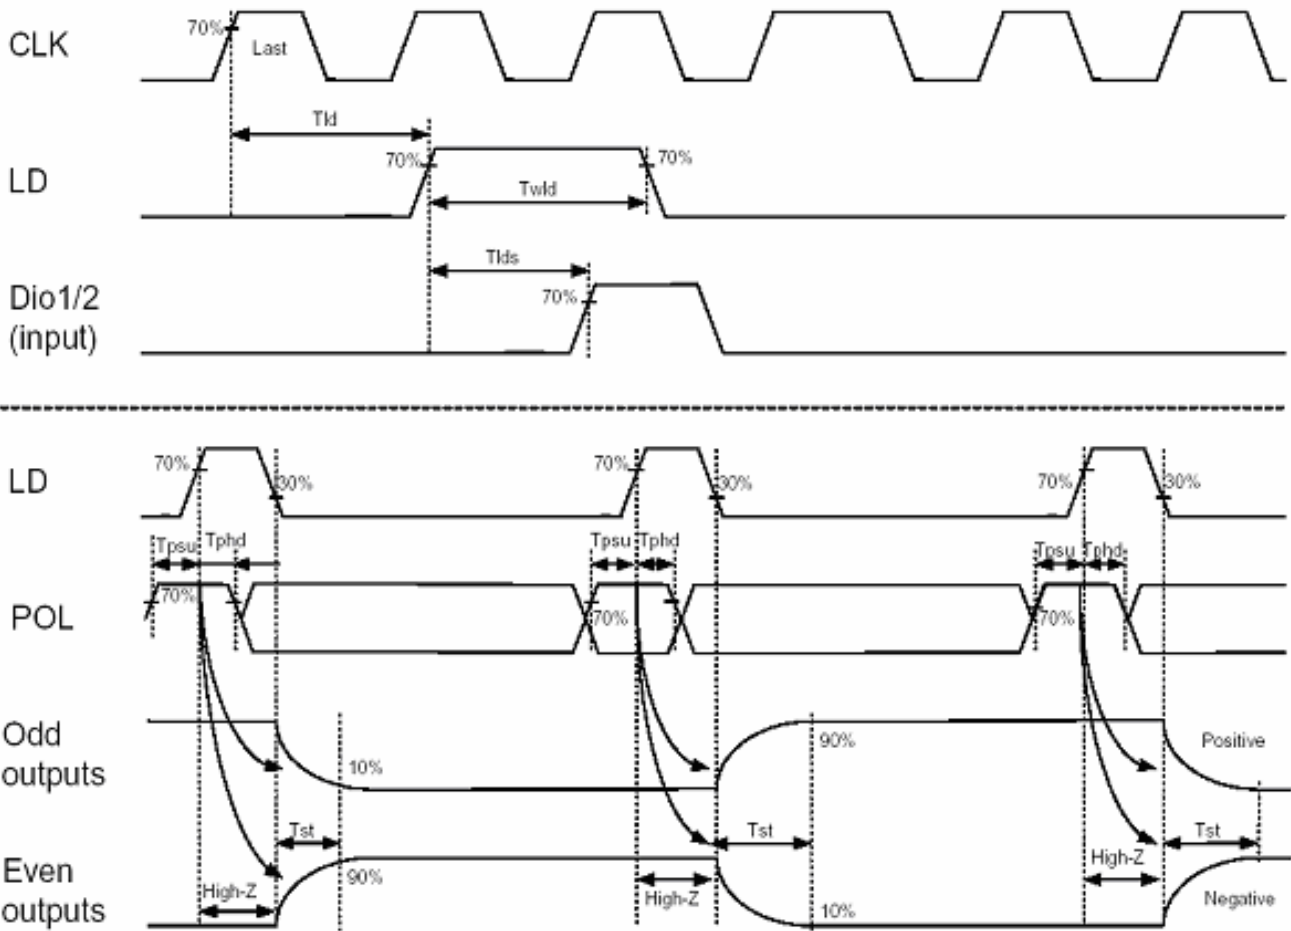 CLK
70%
Last
Tld
LD
70%
70%
Twld
Tlds
Dio1/2
(input)
70%
LD
70%
30%
70%
30%
70%
30%
Tpsu
Tphd
Tpsu
Tphd
Tpsu
Tphd
POL
70%
70%
70%
Odd
outputs
10%
90%
Positive
Tst
Tst
Tst
Even
outputs
High-Z
90%
High-Z
10%
High-Z
Negative